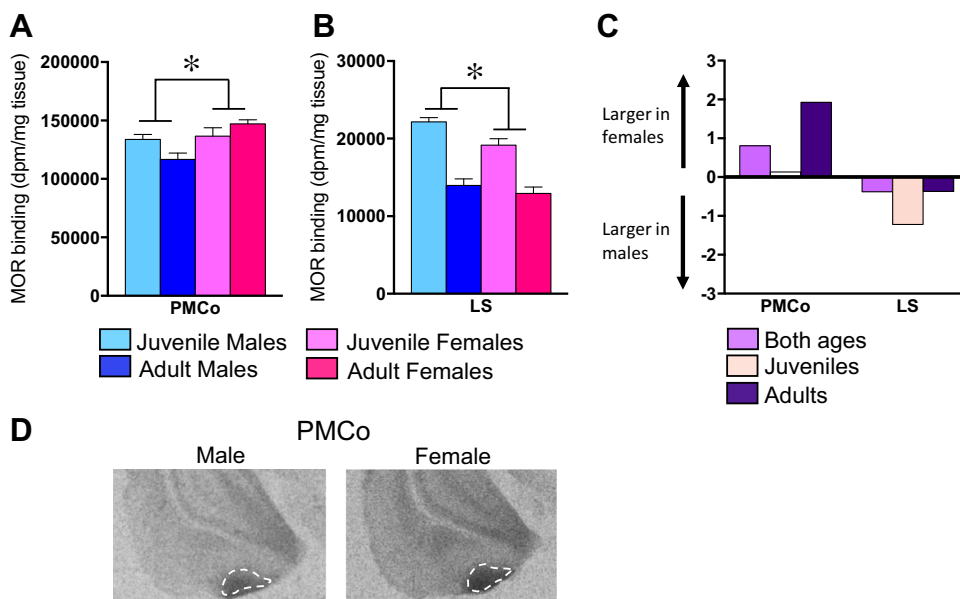 A
MOR binding (dpm/mg tissue)
200000
150000
100000
50000
0
*
PMCo
B
MOR binding (dpm/mg tissue)
30000
20000
10000
0
*
LS
C
Larger in
females
Larger in
males
3
2
1
0
-1
-2
-3
PMCo LS
Juvenile Males
Adult Males
Juvenile Females
Adult Females
Both ages
Juveniles
Adults
D
PMCo
Male Female